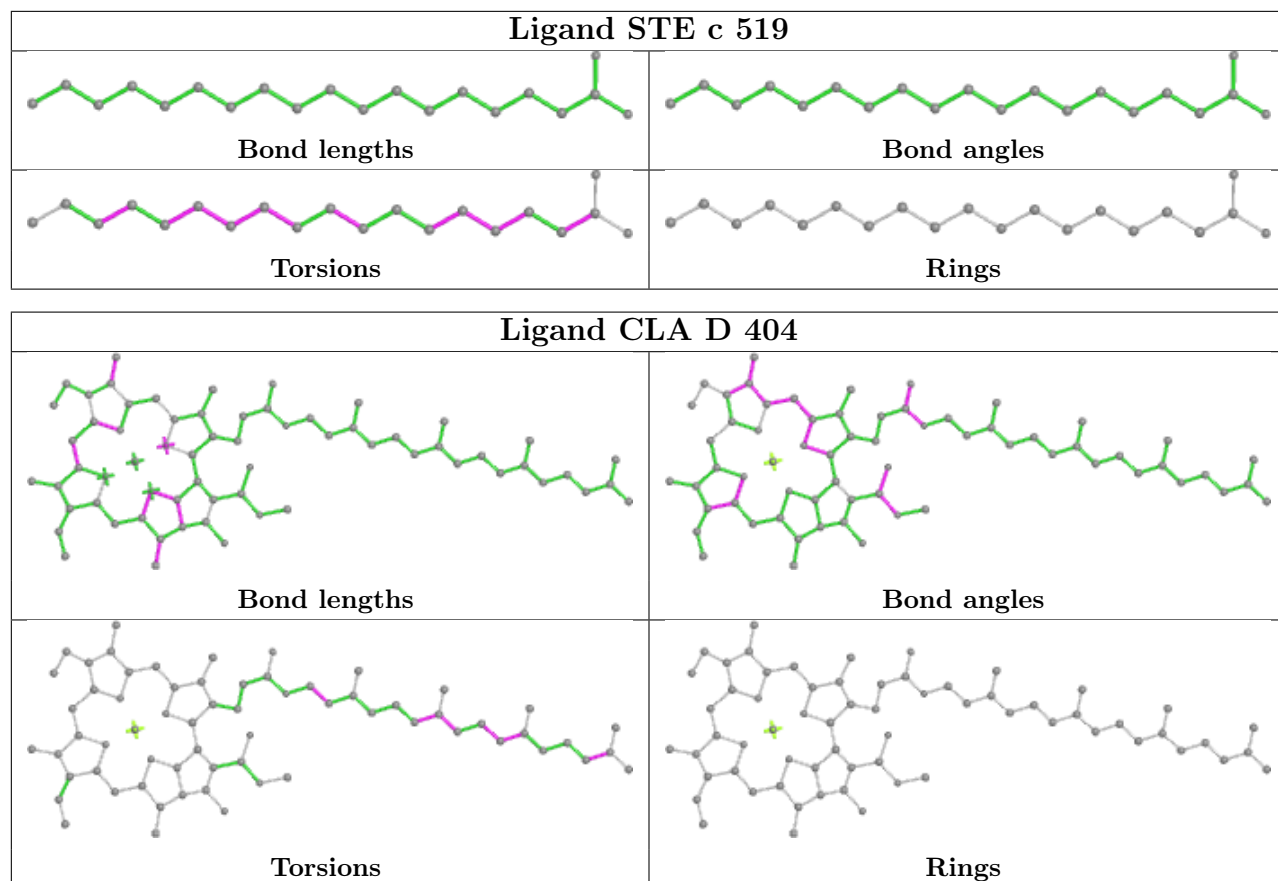 Ligand STE c 519
Bond lengths
Bond angles
Torsions
Rings
Ligand CLA D 404
Bond lengths
Bond angles
Torsions
Rings